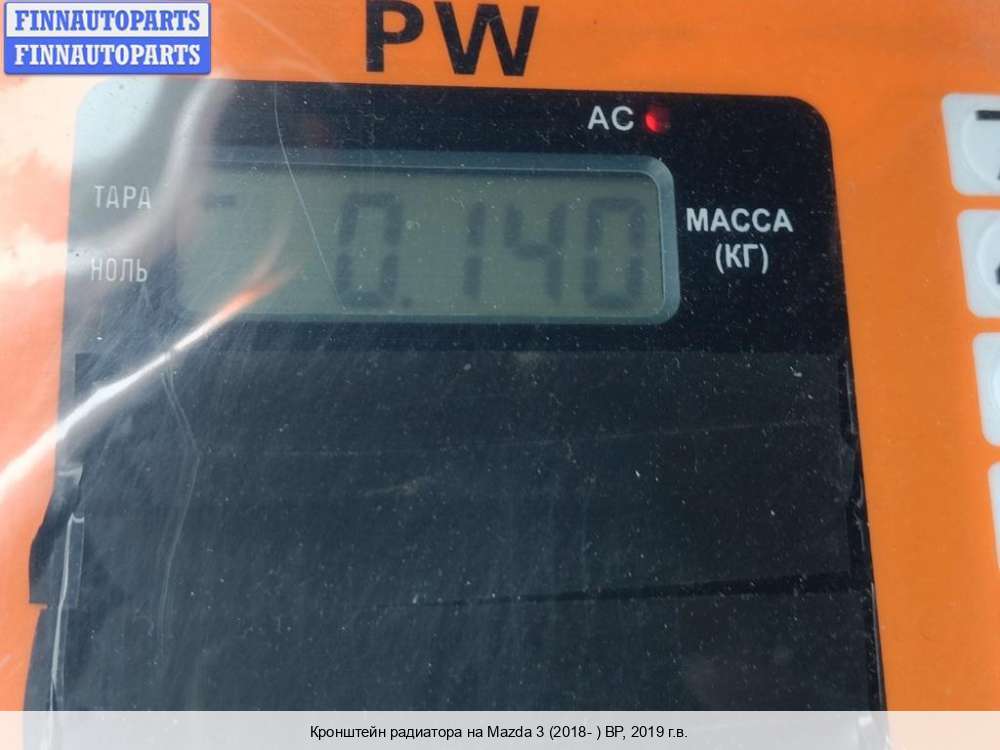 FINNAUTOPARTS
FINNAUTOPARTS
PW
AC
ТАРА
0.140
МАССА
(КГ)
НОЛЬ
Кронштейн радиатора на Mazda 3 (2018- ) BP, 2019 г.в.